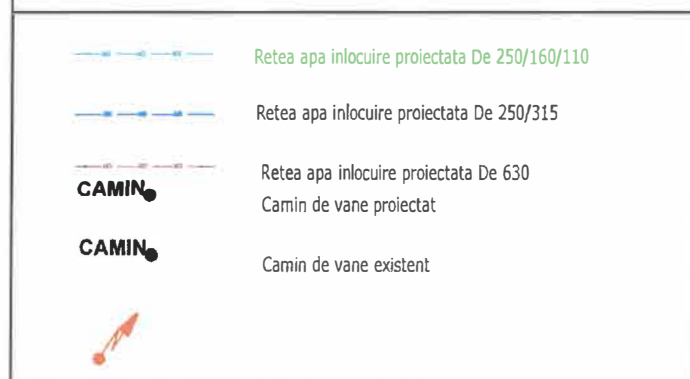 Retea apa inlocuire proiectata De 250/160/110
Retea apa inlocuire proiectata De 250/315
Retea apa inlocuire proiectata De 630
CAMIN
Camin de vane proiectat
CAMIN
Camin de vane existent